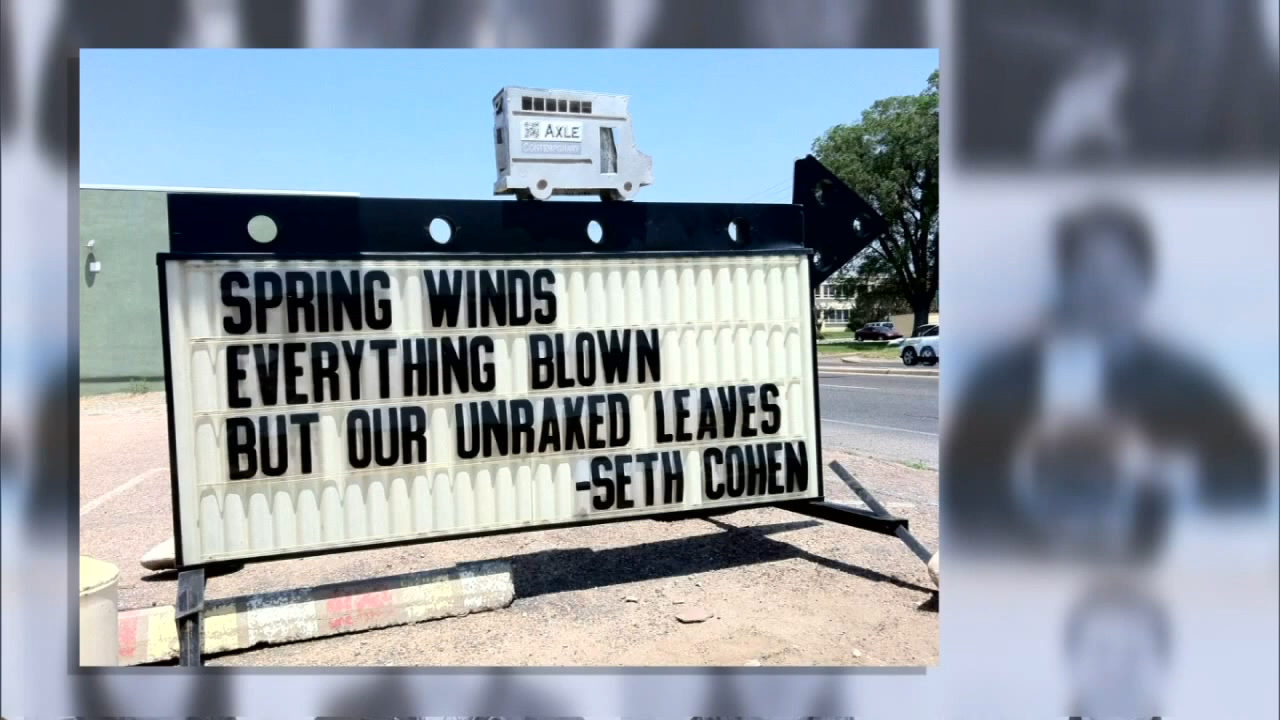 AXLE
CONTEMPORARY
SPRING WINDS
EVERYTHING BLOWN
BUT OUR UNRAKED LEAVES
-SETH COHEN